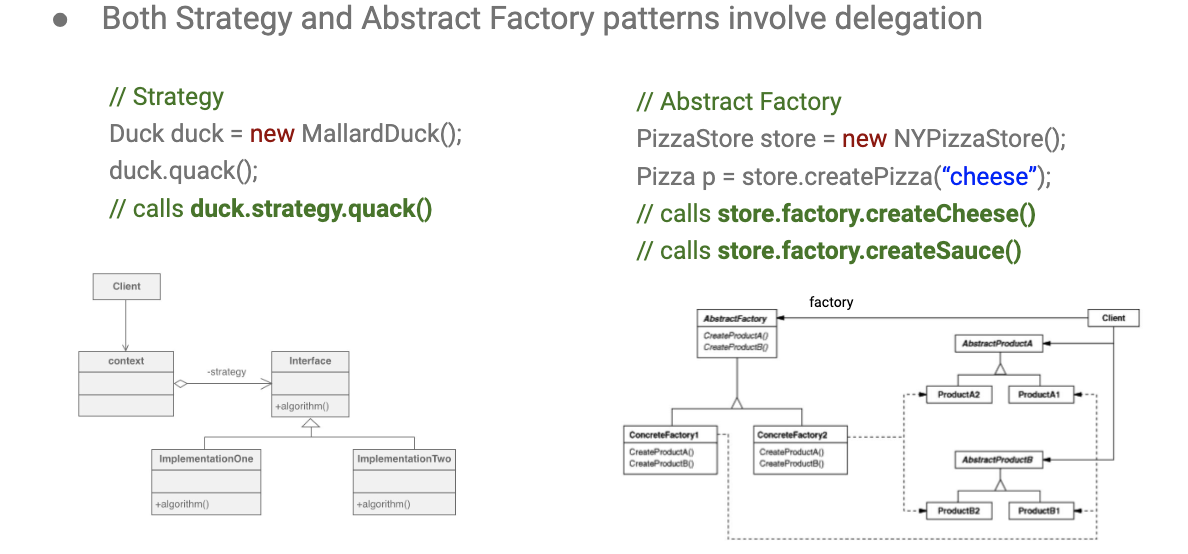 ● Both Strategy and Abstract Factory patterns involve delegation
// Strategy
Duck duck = new MallardDuck();
duck.quack();
// calls duck.strategy.quack()
// Abstract Factory
PizzaStore store = new NYPizzaStore();
Pizza p = store.createPizza(“cheese”);
// calls store.factory.createCheese()
// calls store.factory.createSauce()
Client
context
-strategy
Interface
+algorithm()
ImplementationOne
+algorithm()
ImplementationTwo
+algorithm()
factory
AbstractFactory
CreateProductA()
CreateProductB()
Client
AbstractProductA
ProductA2
ProductA1
ConcreteFactory1
CreateProductA()
CreateProductB()
ConcreteFactory2
CreateProductA()
CreateProductB()
AbstractProductB
ProductB2
ProductB1